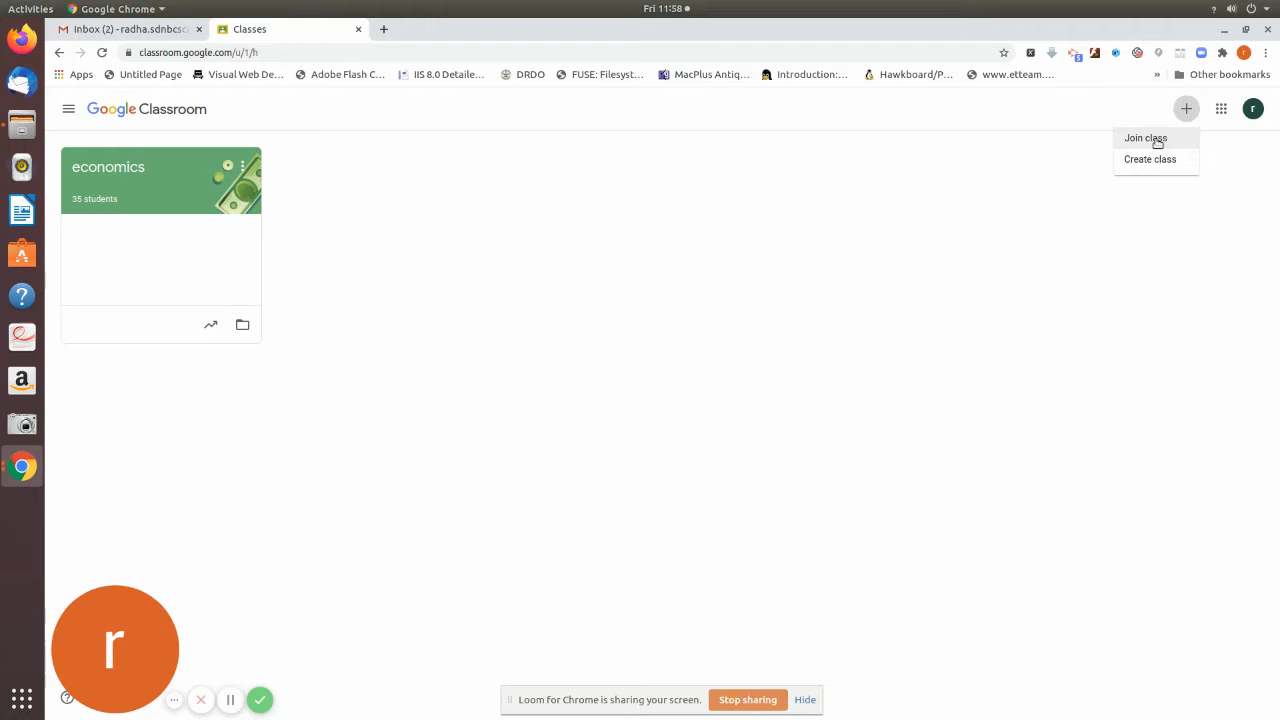 Activities
Google Chrome
Fri 11:58
Inbox (2) - radha.sdnbcsc
Classes
classroom.google.com/u/1/h
Apps
Untitled Page
Visual Web De...
Adobe Flash C...
IIS 8.0 Detaile...
DRDO
FUSE: Filesyst...
MacPlus Antiq...
Introduction:...
Hawkboard/P...
www.etteam....
»
Other bookmarks
Google Classroom
r
Join class
Create class
economics
35 students
r
Loom for Chrome is sharing your screen.
Stop sharing
Hide